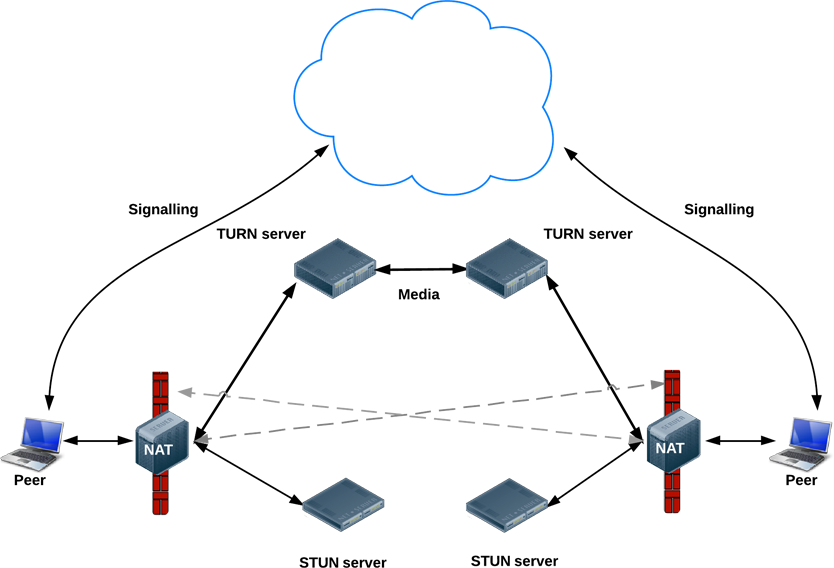 Signalling
Signalling
TURN server
TURN server
Media
NAT
NAT
Peer
Peer
STUN server
STUN server